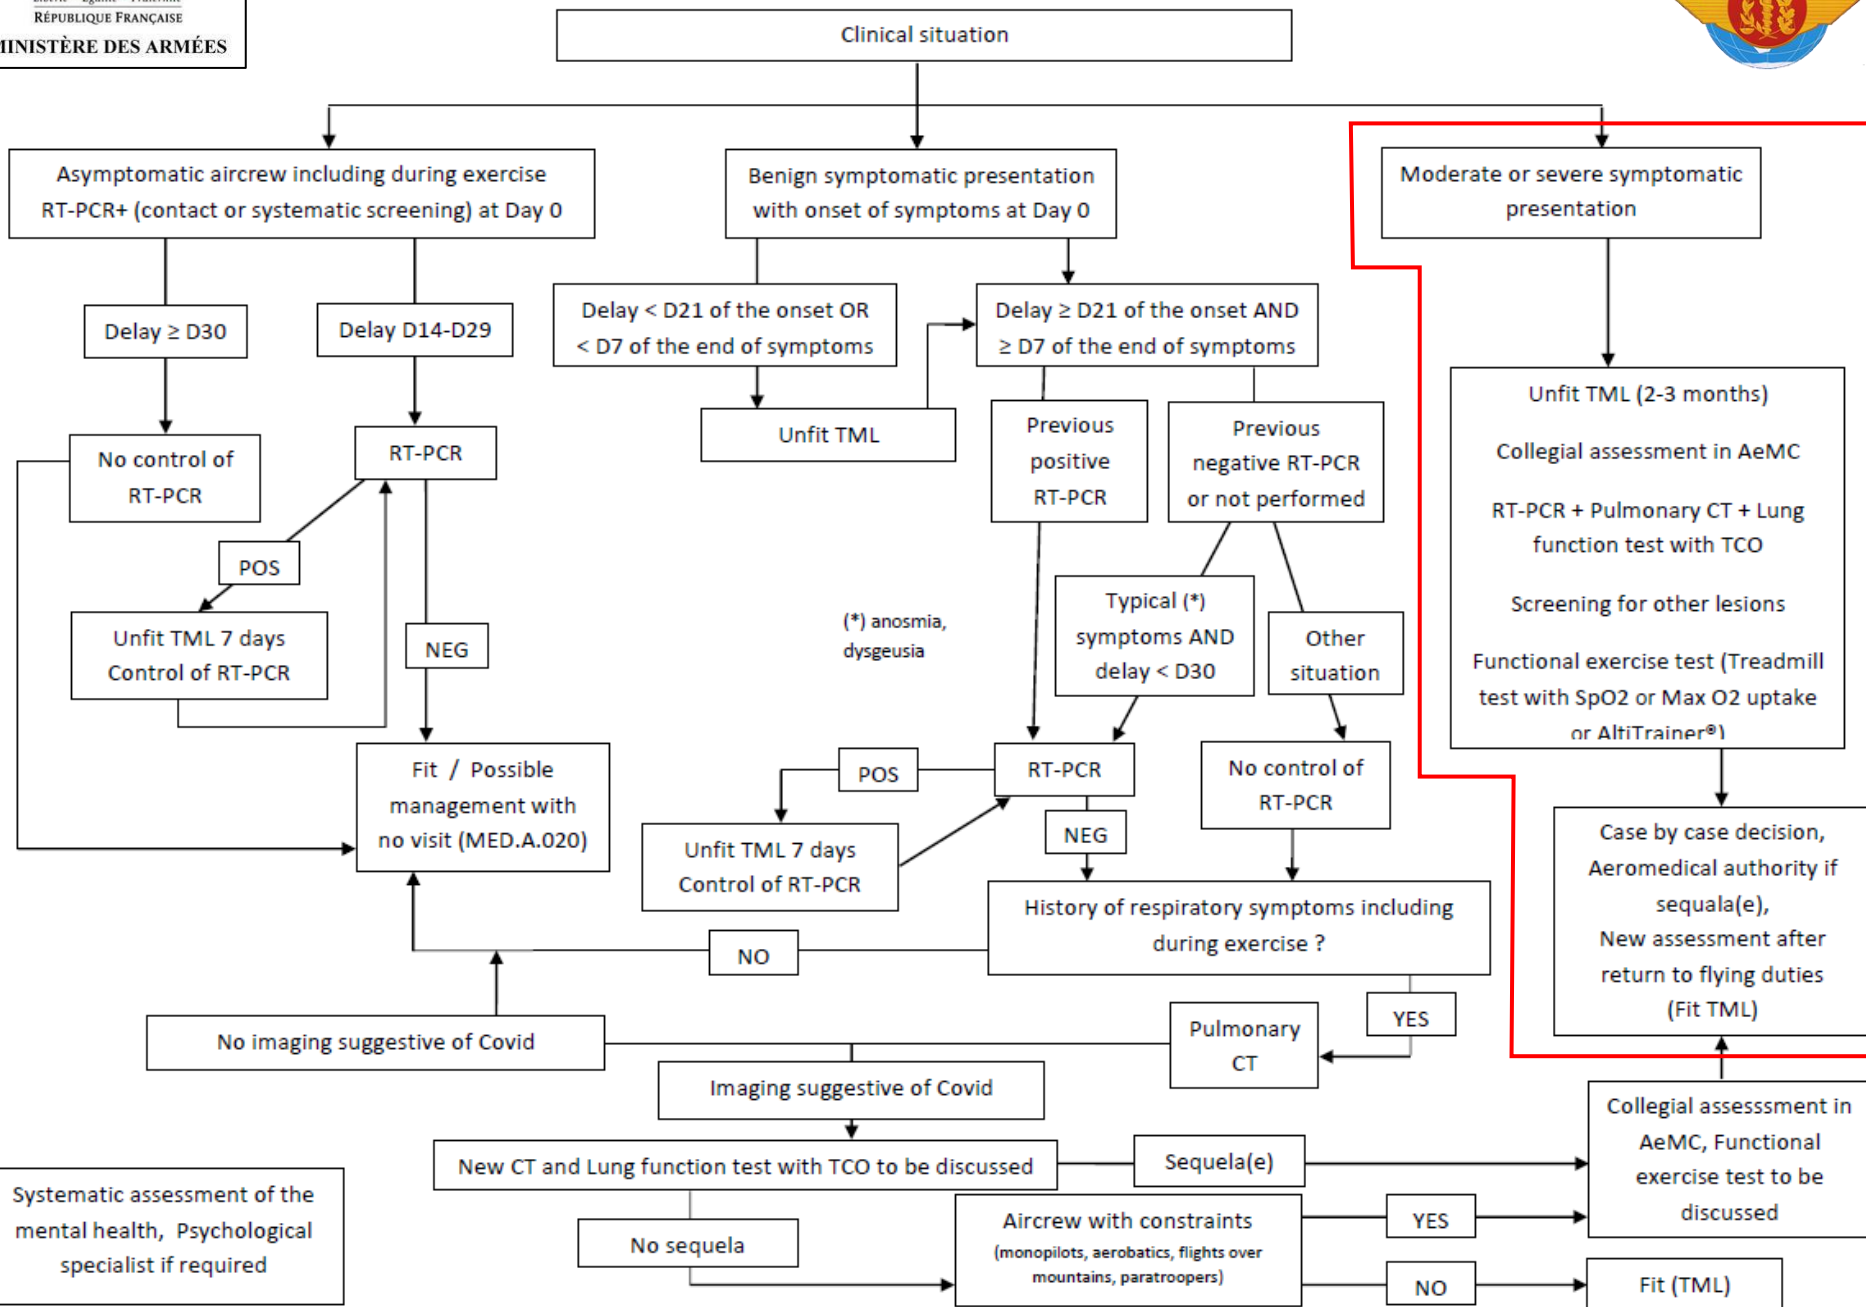 RÉPUBLIQUE FRANÇAISE
MINISTÈRE DES ARMÉES
Clinical situation
Asymptomatic aircrew including during exercise
RT-PCR+ (contact or systematic screening) at Day 0
Benign symptomatic presentation
with onset of symptoms at Day 0
Moderate or severe symptomatic
presentation
Delay ≥ D30
Delay D14-D29
Delay < D21 of the onset OR
< D7 of the end of symptoms
Delay ≥ D21 of the onset AND
≥ D7 of the end of symptoms
Unfit TML
No control of
RT-PCR
RT-PCR
Previous
positive
RT-PCR
Previous
negative RT-PCR
or not performed
Unfit TML (2-3 months)
Collegial assessment in AeMC
RT-PCR + Pulmonary CT + Lung
function test with TCO
Screening for other lesions
Functional exercise test (Treadmill
test with SpO2 or Max O2 uptake
or AltiTrainer®)
POS
Unfit TML 7 days
Control of RT-PCR
NEG
(*) anosmia,
dysgeusia
Typical (*)
symptoms AND
delay < D30
Other
situation
Fit / Possible
management with
no visit (MED.A.020)
POS
RT-PCR
No control of
RT-PCR
Unfit TML 7 days
Control of RT-PCR
NEG
Case by case decision,
Aeromedical authority if
sequala(e),
New assessment after
return to flying duties
(Fit TML)
History of respiratory symptoms including
during exercise ?
NO
YES
No imaging suggestive of Covid
Pulmonary
CT
Imaging suggestive of Covid
Collegial assesssment in
AeMC, Functional
exercise test to be
discussed
New CT and Lung function test with TCO to be discussed
Sequela(e)
Systematic assessment of the
mental health, Psychological
specialist if required
No sequela
Aircrew with constraints
(monopilots, aerobatics, flights over
mountains, paratroopers)
YES
NO
Fit (TML)